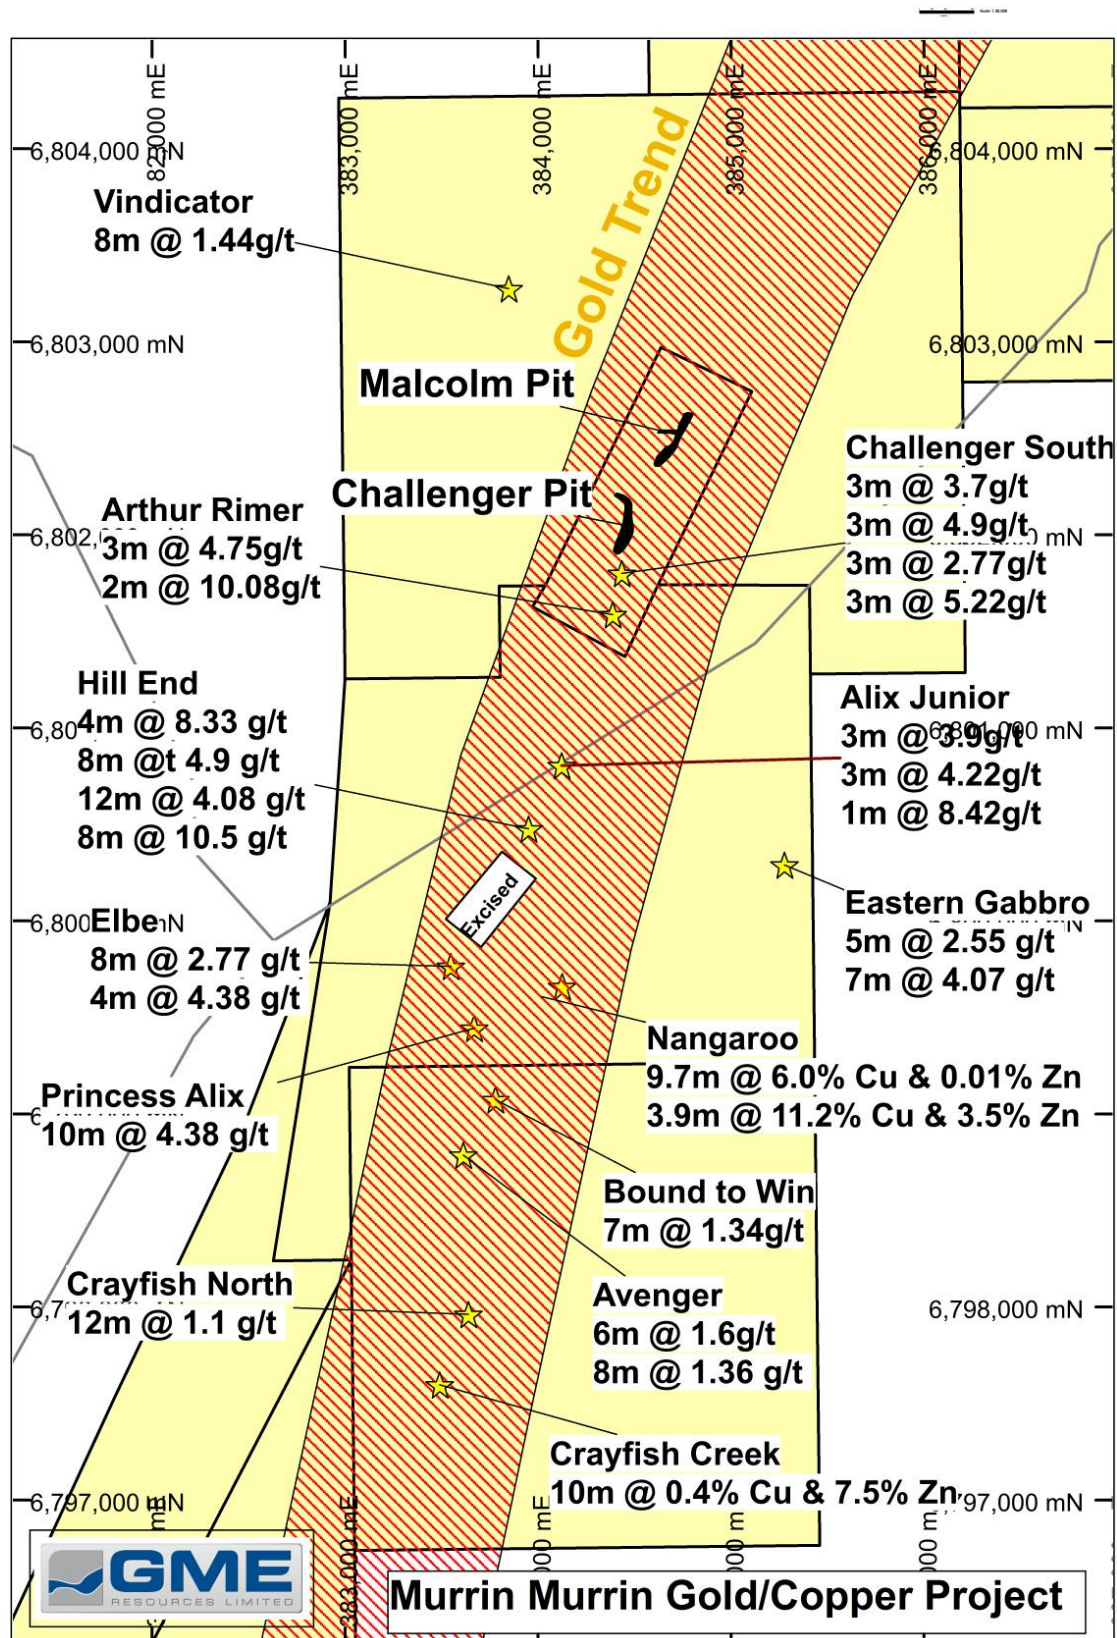 82,000 mE
383,000 mE
384,000 mE
385,000 mE
386,000 mE
6,804,000 mN
6,804,000 mN
Gold Trend
Vindicator
8m @ 1.44g/t
6,803,000 mN
6,803,000 mN
Malcolm Pit
Challenger Pit
Challenger South
3m @ 3.7g/t
3m @ 4.9g/t
3m @ 2.77g/t
3m @ 5.22g/t
Arthur Rimer
3m @ 4.75g/t
2m @ 10.08g/t
Hill End
4m @ 8.33 g/t
8m @t 4.9 g/t
12m @ 4.08 g/t
8m @ 10.5 g/t
Alix Junior
3m @ 3.9g/t
3m @ 4.22g/t
1m @ 8.42g/t
6,801,000 mN
Excised
Eastern Gabbro
5m @ 2.55 g/t
7m @ 4.07 g/t
Elbe
8m @ 2.77 g/t
4m @ 4.38 g/t
Nangaroo
9.7m @ 6.0% Cu & 0.01% Zn
3.9m @ 11.2% Cu & 3.5% Zn
Princess Alix
10m @ 4.38 g/t
Bound to Win
7m @ 1.34g/t
Crayfish North
12m @ 1.1 g/t
Avenger
6m @ 1.6g/t
8m @ 1.36 g/t
6,798,000 mN
Crayfish Creek
10m @ 0.4% Cu & 7.5% Zn
6,797,000 mN
383,000 mE
GME
RESOURCES LIMITED
Murrin Murrin Gold/Copper Project